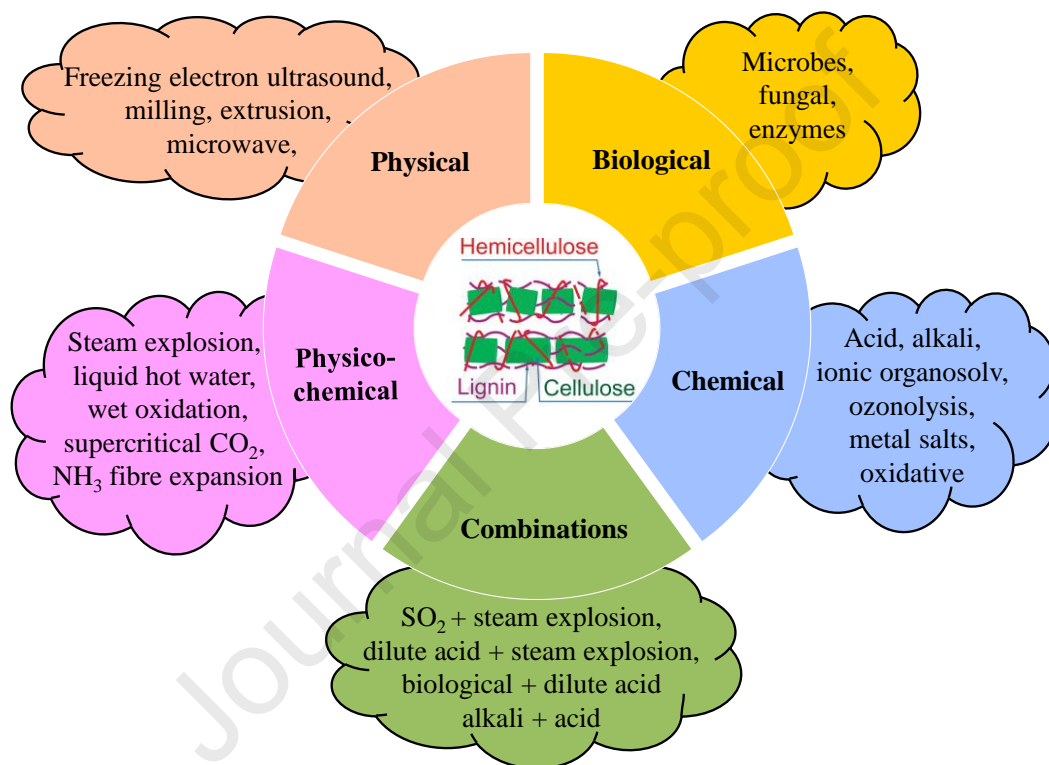 Freezing electron ultrasound,
milling, extrusion,
microwave,
Physical
Microbes,
fungal,
enzymes
Biological
Hemicellulose
Lignin
Cellulose
Steam explosion,
liquid hot water,
wet oxidation,
supercritical CO₂,
NH₃ fibre expansion
Physico-
chemical
Acid, alkali,
ionic organosolv,
ozonolysis,
metal salts,
oxidative
Chemical
Combinations
SO₂ + steam explosion,
dilute acid + steam explosion,
biological + dilute acid
alkali + acid
Journal Pre-proof